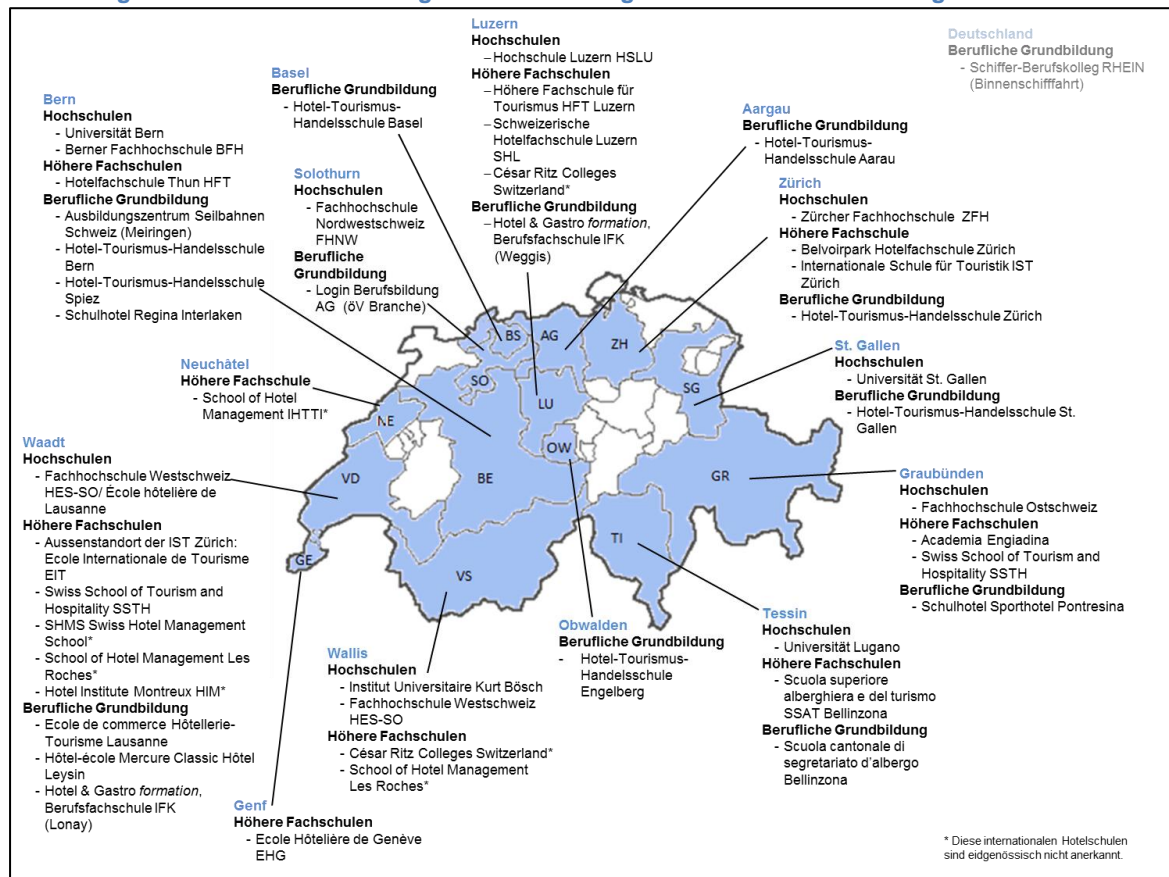 Bern
Hochschulen
- Universität Bern
- Berner Fachhochschule BFH
Höhere Fachschulen
- Hotelfachschule Thun HFT
Berufliche Grundbildung
- Ausbildungszentrum Seilbahnen
Schweiz (Meiringen)
- Hotel-Tourismus-Handelsschule
Bern
- Hotel-Tourismus-Handelsschule
Spiez
- Schulhotel Regina Interlaken
Basel
Berufliche Grundbildung
- Hotel-Tourismus-
Handelsschule Basel
Solothurn
Hochschulen
- Fachhochschule
Nordwestschweiz
FHNW
Berufliche
Grundbildung
- Login Berufsbildung
AG (öV Branche)
Luzern
Hochschulen
– Hochschule Luzern HSLU
Höhere Fachschulen
– Höhere Fachschule für
Tourismus HFT Luzern
– Schweizerische
Hotelfachschule Luzern
SHL
– César Ritz Colleges
Switzerland*
Berufliche Grundbildung
- Hotel & Gastro formation,
Berufsfachschule IFK
(Weggis)
Deutschland
Berufliche Grundbildung
- Schiffer-Berufskolleg RHEIN
(Binnenschifffahrt)
Aargau
Berufliche Grundbildung
- Hotel-Tourismus-
Handelsschule Aarau
Zürich
Hochschulen
- Zürcher Fachhochschule ZFH
Höhere Fachschule
- Belvoirpark Hotelfachschule Zürich
- Internationale Schule für Touristik IST
Zürich
Berufliche Grundbildung
- Hotel-Tourismus-Handelsschule Zürich
St. Gallen
Hochschulen
- Universität St. Gallen
Berufliche Grundbildung
- Hotel-Tourismus-Handelsschule St.
Gallen
Neuchâtel
Höhere Fachschule
- School of Hotel
Management IHTTI*
Waadt
Hochschulen
- Fachhochschule Westschweiz
HES-SO/ École hôtelière de
Lausanne
Höhere Fachschulen
- Aussenstandort der IST Zürich:
Ecole Internationale de Tourisme
EIT
- Swiss School of Tourism and
Hospitality SSTH
- SHMS Swiss Hotel Management
School*
- School of Hotel Management Les
Roches*
- Hotel Institute Montreux HIM*
Berufliche Grundbildung
- Ecole de commerce Hôtellerie-
Tourisme Lausanne
- Hôtel-école Mercure Classic Hôtel
Leysin
- Hotel & Gastro formation,
Berufsfachschule IFK
(Lonay)
BS
AG
ZH
SO
LU
SG
NE
OW
VD
BE
GR
GE
VS
TI
Graubünden
Hochschulen
- Fachhochschule Ostschweiz
Höhere Fachschulen
- Academia Engiadina
- Swiss School of Tourism and
Hospitality SSTH
Berufliche Grundbildung
- Schulhotel Sporthotel Pontresina
Genf
Höhere Fachschulen
- Ecole Hôtelière de Genève
EHG
Wallis
Hochschulen
- Institut Universitaire Kurt Bösch
- Fachhochschule Westschweiz
HES-SO
Höhere Fachschulen
- César Ritz Colleges Switzerland*
- School of Hotel Management
Les Roches*
Obwalden
Berufliche Grundbildung
- Hotel-Tourismus-
Handelsschule
Engelberg
Tessin
Hochschulen
- Universität Lugano
Höhere Fachschulen
- Scuola superiore
alberghiera e del turismo
SSAT Bellinzona
Berufliche Grundbildung
- Scuola cantonale di
segretariato d'albergo
Bellinzona
* Diese internationalen Hotelschulen
sind eidgenössisch nicht anerkannt.